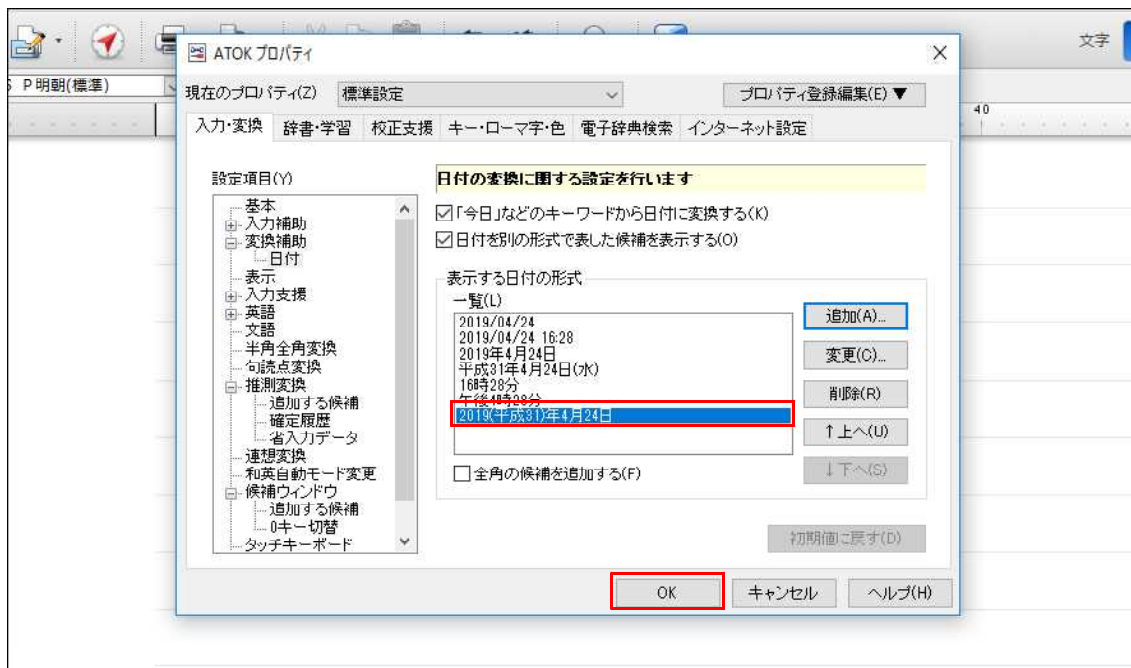 文字
S P明朝(標準)
40
ATOK プロパティ
現在のプロパティ(Z) 標準設定 プロパティ登録編集(E) ▼
入力・変換 辞書・学習 校正支援 キー・ローマ字・色 電子辞典検索 インターネット設定
設定項目(Y)
基本
入力補助
変換補助
日付
表示
入力支援
英語
文語
半角全角変換
句読点変換
推測変換
追加する候補
確定履歴
省入力データ
連想変換
和英自動モード変更
候補ウィンドウ
追加する候補
0キー切替
タッチキーボード
日付の変換に関する設定を行います
「今日」などのキーワードから日付に変換する(K)
日付を別の形式で表した候補を表示する(O)
表示する日付の形式
一覧(L)
2019/04/24
2019/04/24 16:28
2019年4月24日
平成31年4月24日(水)
16時28分
午後4時28分
2019(平成31)年4月24日
全角の候補を追加する(F)
追加(A)...
変更(C)...
削除(R)
↑上へ(U)
↓下へ(S)
初期値に戻す(D)
OK キャンセル ヘルプ(H)